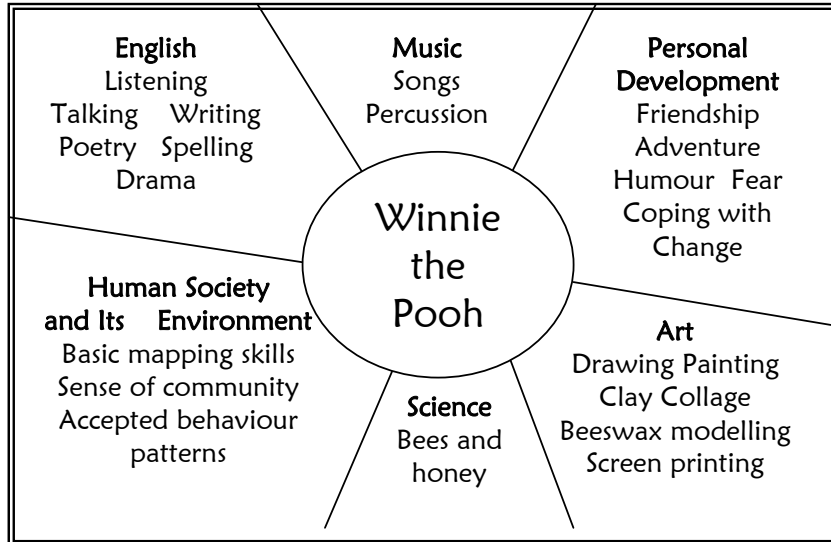 English
Listening
Talking Writing
Poetry Spelling
Drama
Music
Songs
Percussion
Personal
Development
Friendship
Adventure
Humour Fear
Coping with
Change
Winnie
the
Pooh
Human Society
and Its Environment
Basic mapping skills
Sense of community
Accepted behaviour
patterns
Science
Bees and
honey
Art
Drawing Painting
Clay Collage
Beeswax modelling
Screen printing